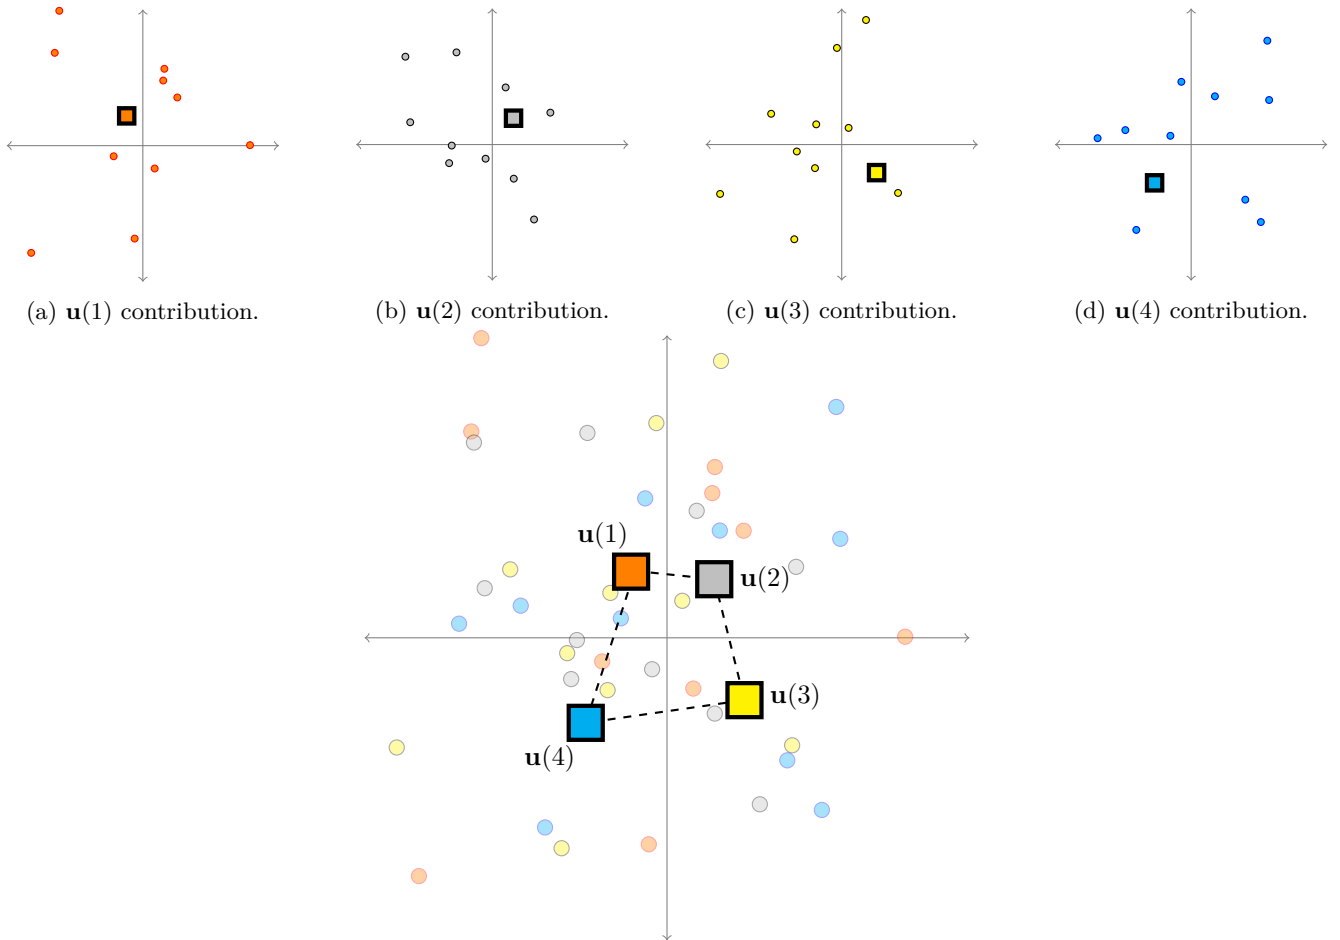 (a) u(1) contribution.
(b) u(2) contribution.
(c) u(3) contribution.
(d) u(4) contribution.
u(1)
u(2)
u(3)
u(4)